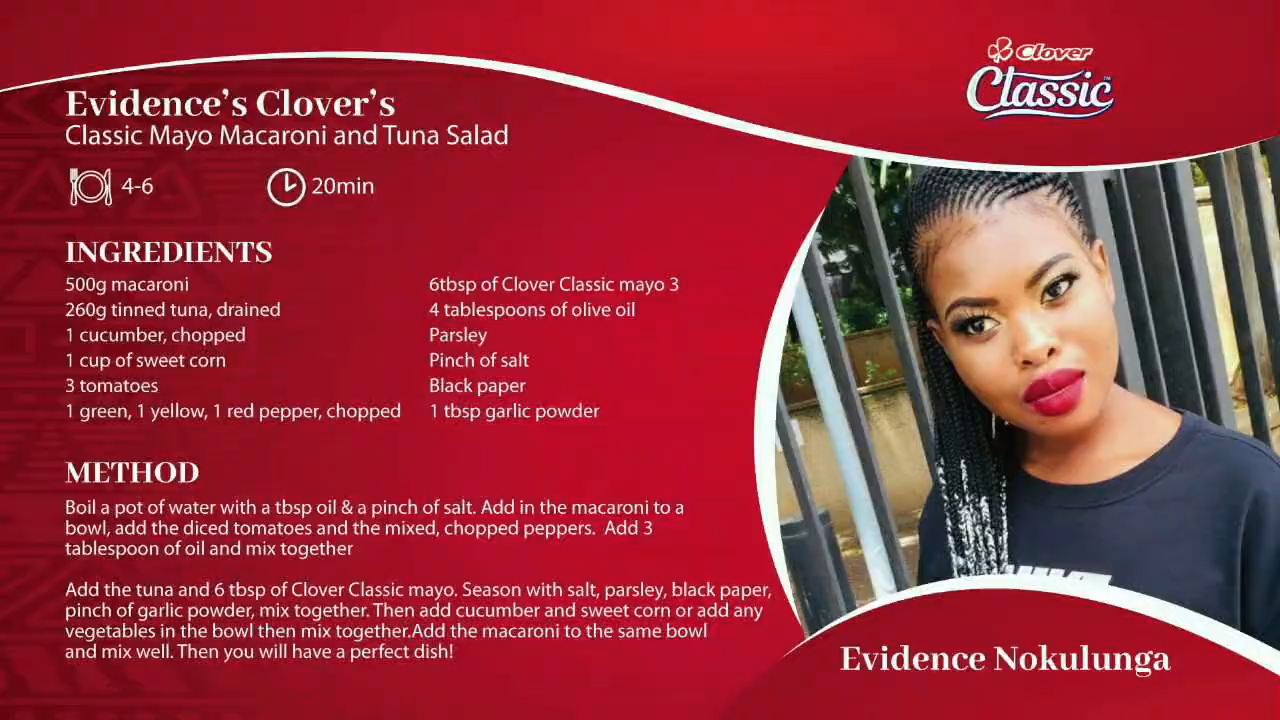 Clover
Classic™
Evidence's Clover's
Classic Mayo Macaroni and Tuna Salad
4-6
20min
INGREDIENTS
500g macaroni
260g tinned tuna, drained
1 cucumber, chopped
1 cup of sweet corn
3 tomatoes
1 green, 1 yellow, 1 red pepper, chopped
6tbsp of Clover Classic mayo 3
4 tablespoons of olive oil
Parsley
Pinch of salt
Black paper
1 tbsp garlic powder
METHOD
Boil a pot of water with a tbsp oil & a pinch of salt. Add in the macaroni to a
bowl, add the diced tomatoes and the mixed, chopped peppers. Add 3
tablespoon of oil and mix together
Add the tuna and 6 tbsp of Clover Classic mayo. Season with salt, parsley, black paper,
pinch of garlic powder, mix together. Then add cucumber and sweet corn or add any
vegetables in the bowl then mix together.Add the macaroni to the same bowl
and mix well. Then you will have a perfect dish!
Evidence Nokulunga